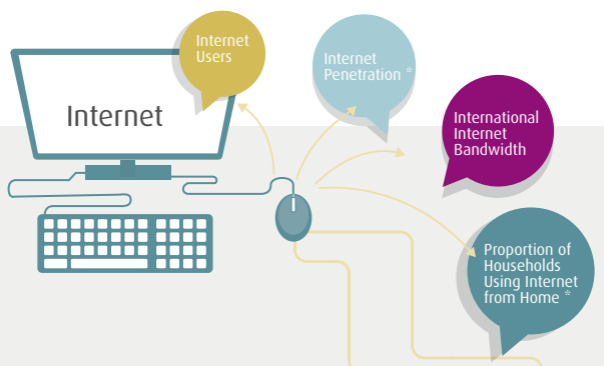 Internet
Internet
Users
Internet
Penetration *
International
Internet
Bandwidth
Proportion of
Households
Using Internet
from Home *